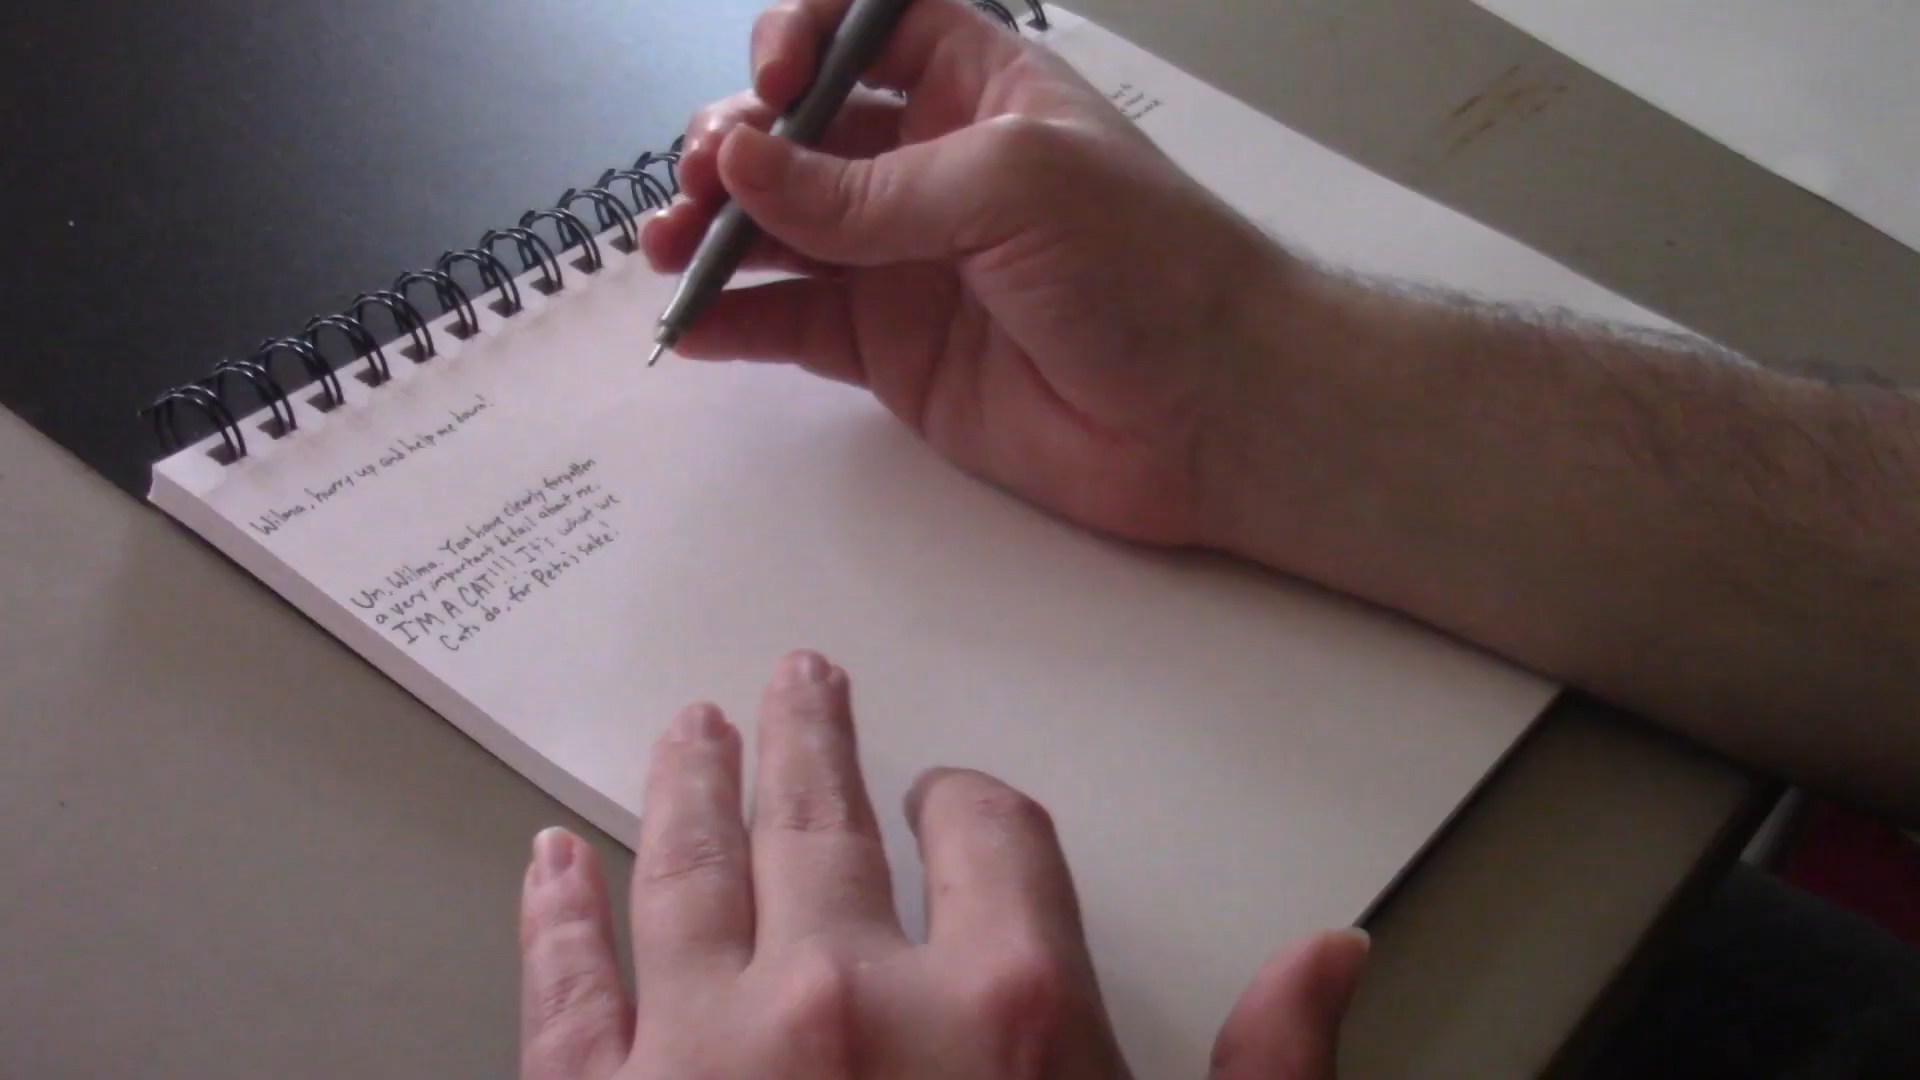 Wilma, hurry up and help me down!
Um, Wilma. You have clearly forgotten
a very important detail about me.
I'M A CAT!!! It's what we
Cats do, for Pete's sake!